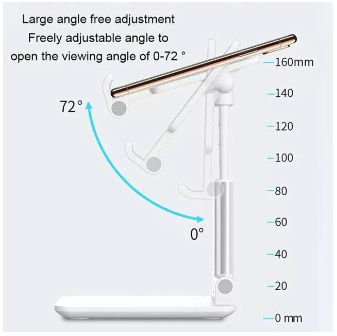 Large angle free adjustment
Freely adjustable angle to
open the viewing angle of 0-72 °
160mm
140
120
100
80
60
40
20
0 mm
72°
0°